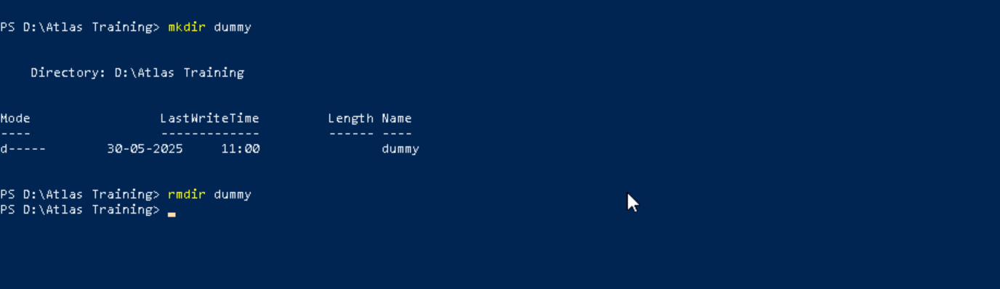 PS D:\Atlas Training> mkdir dummy
Directory: D:\Atlas Training
Mode LastWriteTime Length Name
---- ------------- ------ ----
d----- 30-05-2025 11:00 dummy
PS D:\Atlas Training> rmdir dummy
PS D:\Atlas Training>